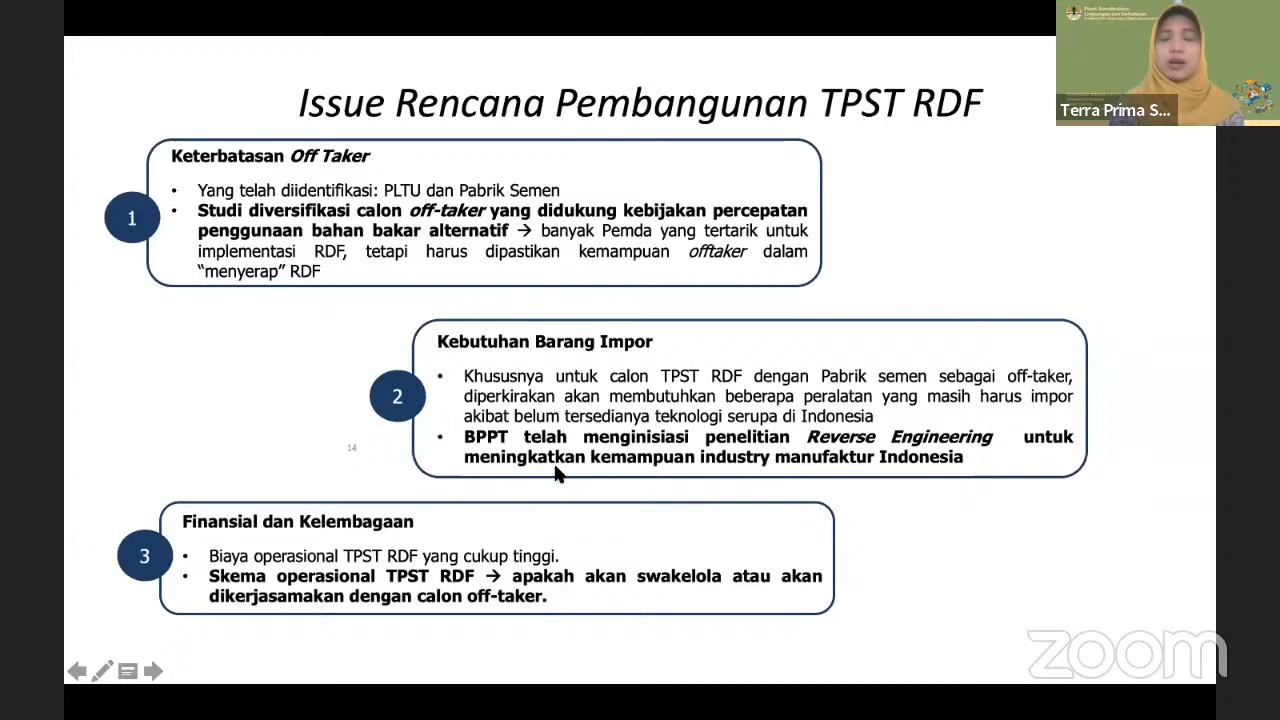 Pusat Standardisasi
Lingkungan dan Kehutanan
Terra Prima S...
Issue Rencana Pembangunan TPST RDF
1
Keterbatasan Off Taker
• Yang telah diidentifikasi: PLTU dan Pabrik Semen
• Studi diversifikasi calon off-taker yang didukung kebijakan percepatan
penggunaan bahan bakar alternatif → banyak Pemda yang tertarik untuk
implementasi RDF, tetapi harus dipastikan kemampuan offtaker dalam
“menyerap” RDF
2
Kebutuhan Barang Impor
• Khususnya untuk calon TPST RDF dengan Pabrik semen sebagai off-taker,
diperkirakan akan membutuhkan beberapa peralatan yang masih harus impor
akibat belum tersedianya teknologi serupa di Indonesia
• BPPT telah menginisiasi penelitian Reverse Engineering untuk
meningkatkan kemampuan industry manufaktur Indonesia
14
3
Finansial dan Kelembagaan
• Biaya operasional TPST RDF yang cukup tinggi.
• Skema operasional TPST RDF → apakah akan swakelola atau akan
dikerjasamakan dengan calon off-taker.
zoom